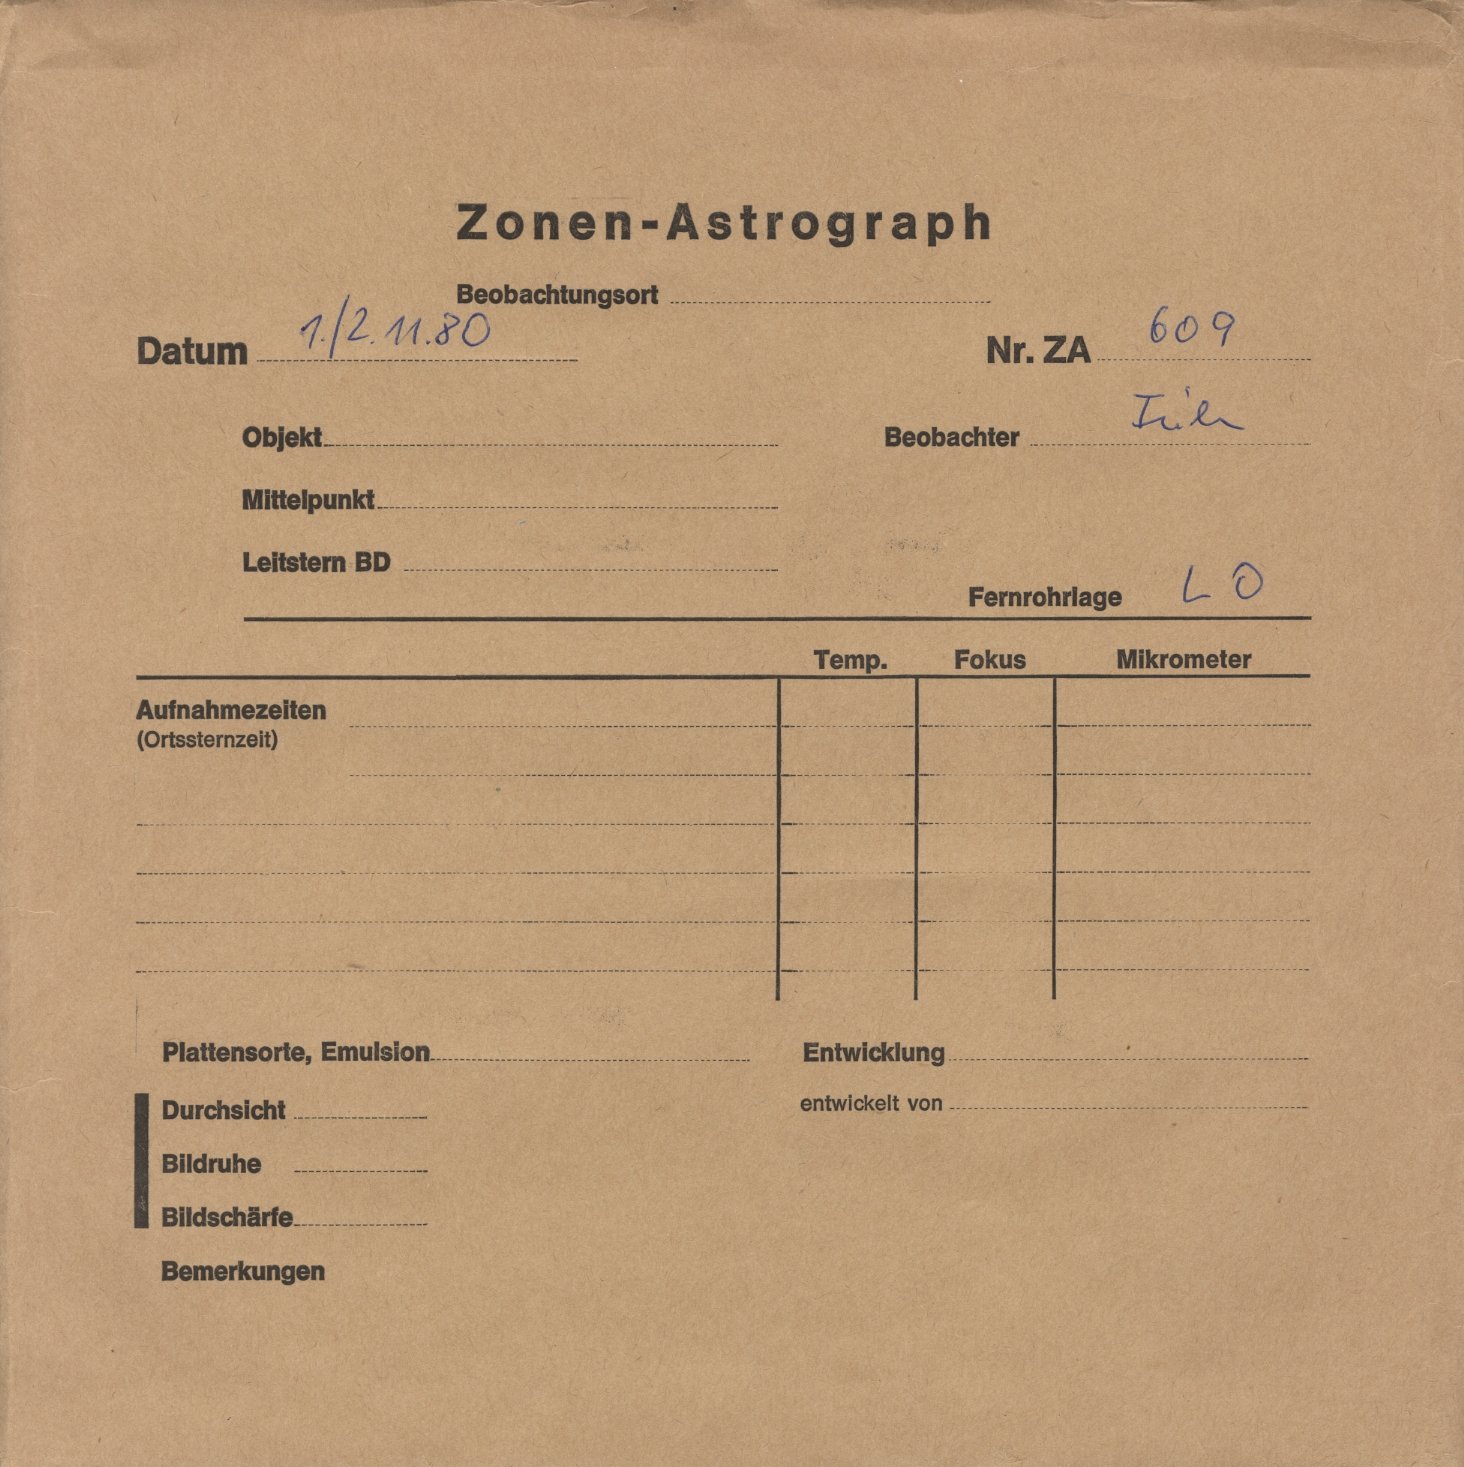 Zonen-Astrograph
Beobachtungsort
Datum 1./2.11.80
Nr. ZA 609
Objekt
Beobachter
Mittelpunkt
Leitstern BD
Fernrohrlage L O
Temp. Fokus Mikrometer
Aufnahmezeiten
(Ortssternzeit)
Plattensorte, Emulsion
Entwicklung
Durchsicht
entwickelt von
Bildruhe
Bildschärfe
Bemerkungen